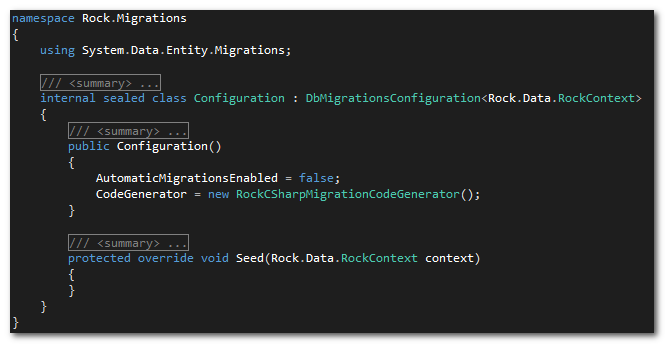 namespace Rock.Migrations
{
    using System.Data.Entity.Migrations;

    /// <summary> ...
    internal sealed class Configuration : DbMigrationsConfiguration<Rock.Data.RockContext>
    {
        /// <summary> ...
        public Configuration()
        {
            AutomaticMigrationsEnabled = false;
            CodeGenerator = new RockCSharpMigrationCodeGenerator();
        }

        /// <summary> ...
        protected override void Seed(Rock.Data.RockContext context)
        {
        }
    }
}